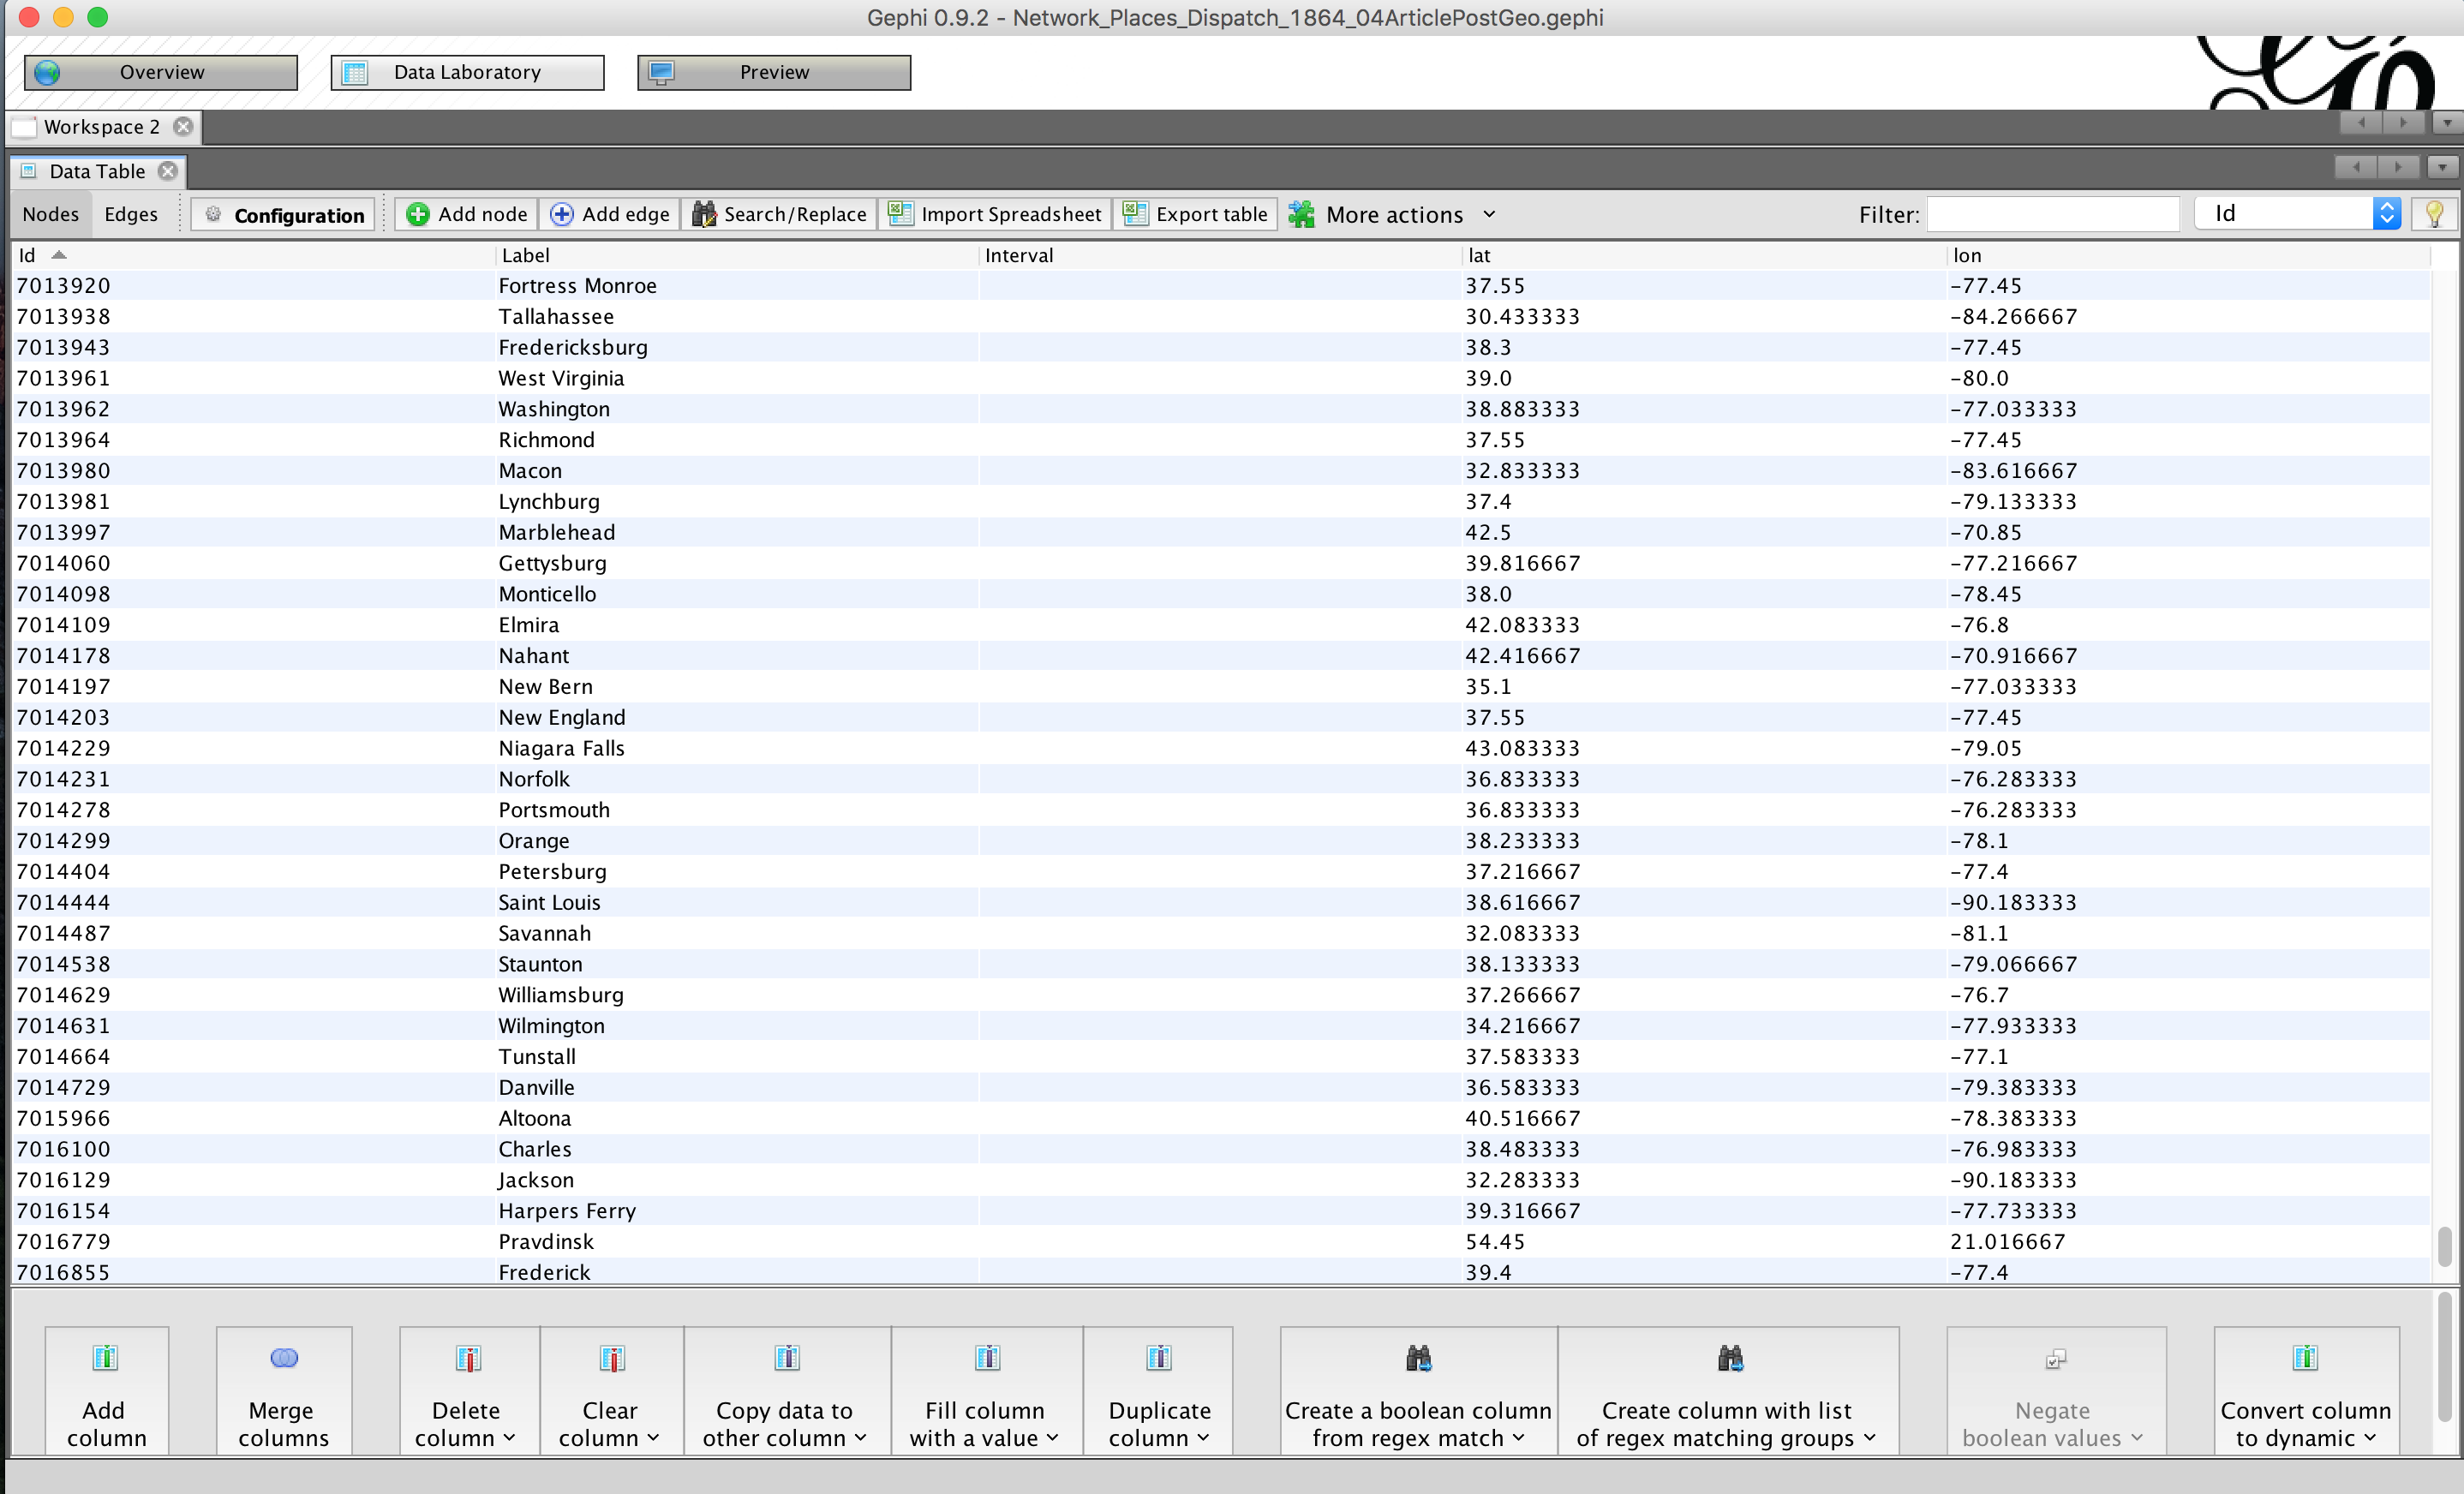 Gephi 0.9.2 - Network_Places_Dispatch_1864_04ArticlePostGeo.gephi
Overview Data Laboratory Preview
Workspace 2
Data Table
Nodes Edges Configuration Add node Add edge Search/Replace Import Spreadsheet Export table More actions Filter: Id
Id Label Interval lat lon
7013920 Fortress Monroe 37.55 -77.45
7013938 Tallahassee 30.433333 -84.266667
7013943 Fredericksburg 38.3 -77.45
7013961 West Virginia 39.0 -80.0
7013962 Washington 38.883333 -77.033333
7013964 Richmond 37.55 -77.45
7013980 Macon 32.833333 -83.616667
7013981 Lynchburg 37.4 -79.133333
7013997 Marblehead 42.5 -70.85
7014060 Gettysburg 39.816667 -77.216667
7014098 Monticello 38.0 -78.45
7014109 Elmira 42.083333 -76.8
7014178 Nahant 42.416667 -70.916667
7014197 New Bern 35.1 -77.033333
7014203 New England 37.55 -77.45
7014229 Niagara Falls 43.083333 -79.05
7014231 Norfolk 36.833333 -76.283333
7014278 Portsmouth 36.833333 -76.283333
7014299 Orange 38.233333 -78.1
7014404 Petersburg 37.216667 -77.4
7014444 Saint Louis 38.616667 -90.183333
7014487 Savannah 32.083333 -81.1
7014538 Staunton 38.133333 -79.066667
7014629 Williamsburg 37.266667 -76.7
7014631 Wilmington 34.216667 -77.933333
7014664 Tunstall 37.583333 -77.1
7014729 Danville 36.583333 -79.383333
7015966 Altoona 40.516667 -78.383333
7016100 Charles 38.483333 -76.983333
7016129 Jackson 32.283333 -90.183333
7016154 Harpers Ferry 39.316667 -77.733333
7016779 Pravdinsk 54.45 21.016667
7016855 Frederick 39.4 -77.4
Add Merge Delete Clear Copy data to Fill column Duplicate Create a boolean column Create column with list Negate Convert column
column columns column column other column with a value column from regex match of regex matching groups boolean values to dynamic